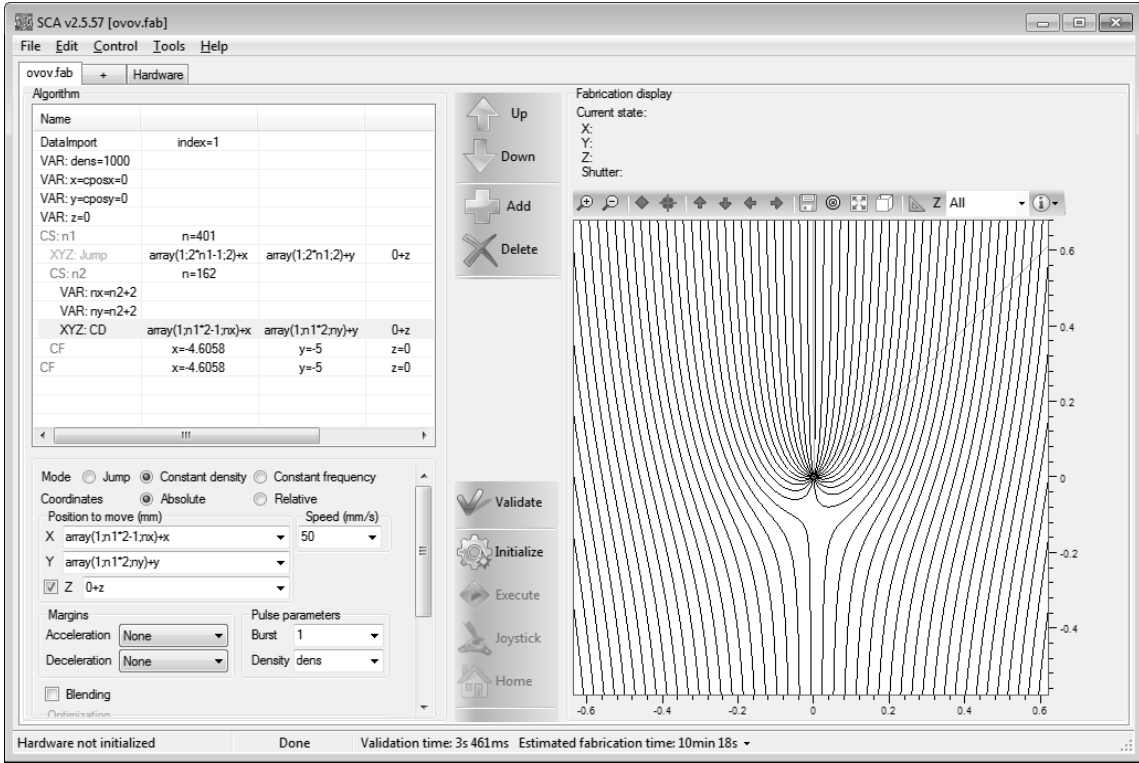 SCA v2.5.57 [ovov.fab]
File Edit Control Tools Help
ovov.fab + Hardware
Algorithm
Name
DataImport index=1
VAR: dens=1000
VAR: x=cposx=0
VAR: y=cposy=0
VAR: z=0
CS: n1 n=401
XYZ: Jump array(1;2*n1-1;2)+x array(1;2*n1;2)+y 0+z
CS: n2 n=162
VAR: nx=n2+2
VAR: ny=n2+2
XYZ: CD array(1;n1*2-1;nx)+x array(1;n1*2;ny)+y 0+z
CF x=-4.6058 y=-5 z=0
CF x=-4.6058 y=-5 z=0
Mode Jump Constant density Constant frequency
Coordinates Absolute Relative
Position to move (mm) Speed (mm/s)
X array(1;n1*2-1;nx)+x 50
Y array(1;n1*2;ny)+y
Z 0+z
Margins Pulse parameters
Acceleration None Burst 1
Deceleration None Density dens
Blending
Optimization
Up
Down
Add
Delete
Validate
Initialize
Execute
Joystick
Home
Fabrication display
Current state:
X:
Y:
Z:
Shutter:
Z All
0.6
0.4
0.2
0
-0.2
-0.4
-0.6 -0.4 -0.2 0 0.2 0.4 0.6
Hardware not initialized Done Validation time: 3s 461ms Estimated fabrication time: 10min 18s